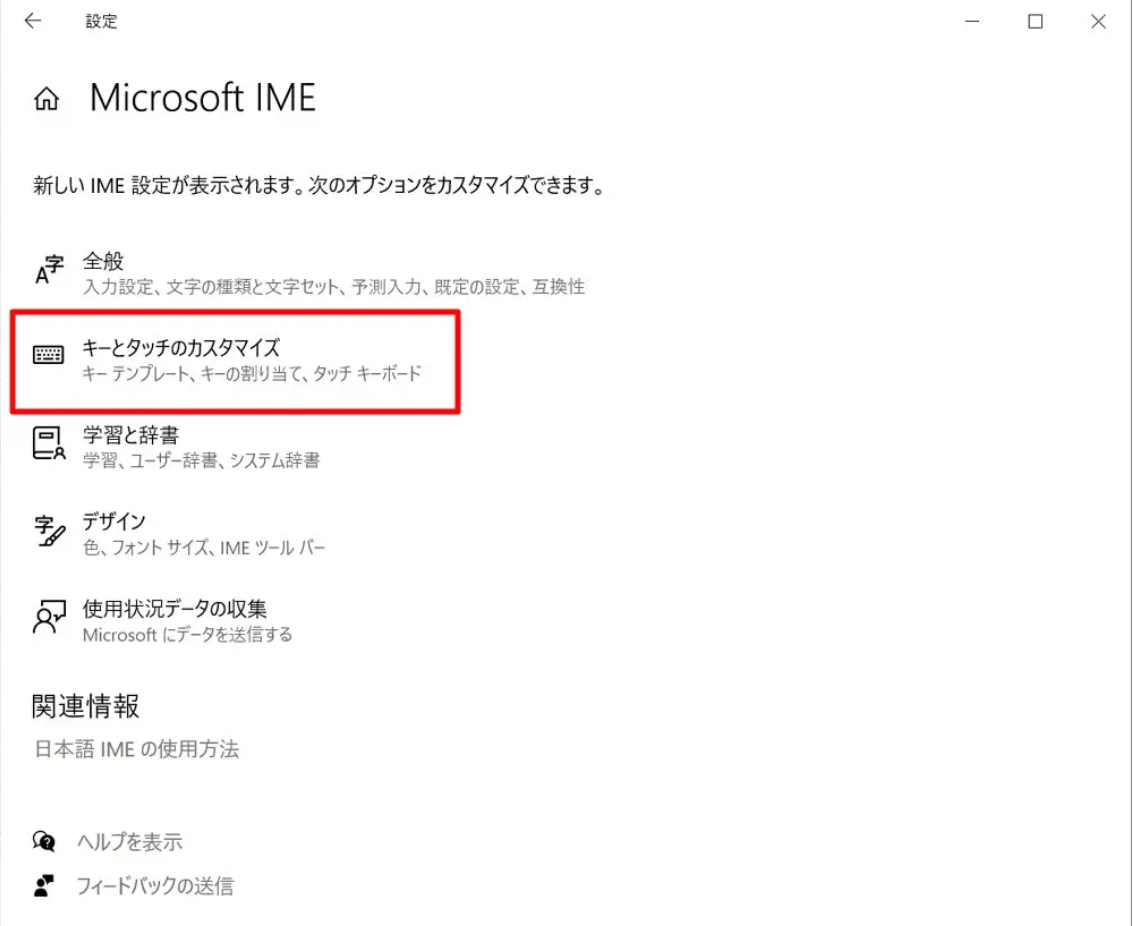 設定
Microsoft IME
新しい IME 設定が表示されます。次のオプションをカスタマイズできます。
全般
入力設定、文字の種類と文字セット、予測入力、既定の設定、互換性
キーとタッチのカスタマイズ
キー テンプレート、キーの割り当て、タッチ キーボード
学習と辞書
学習、ユーザー辞書、システム辞書
デザイン
色、フォント サイズ、IME ツール バー
使用状況データの収集
Microsoft にデータを送信する
関連情報
日本語 IME の使用方法
ヘルプを表示
フィードバックの送信